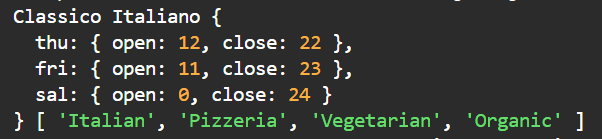 Classico Italiano {
  thu: { open: 12, close: 22 },
  fri: { open: 11, close: 23 },
  sal: { open: 0, close: 24 }
} [ 'Italian', 'Pizzeria', 'Vegetarian', 'Organic' ]